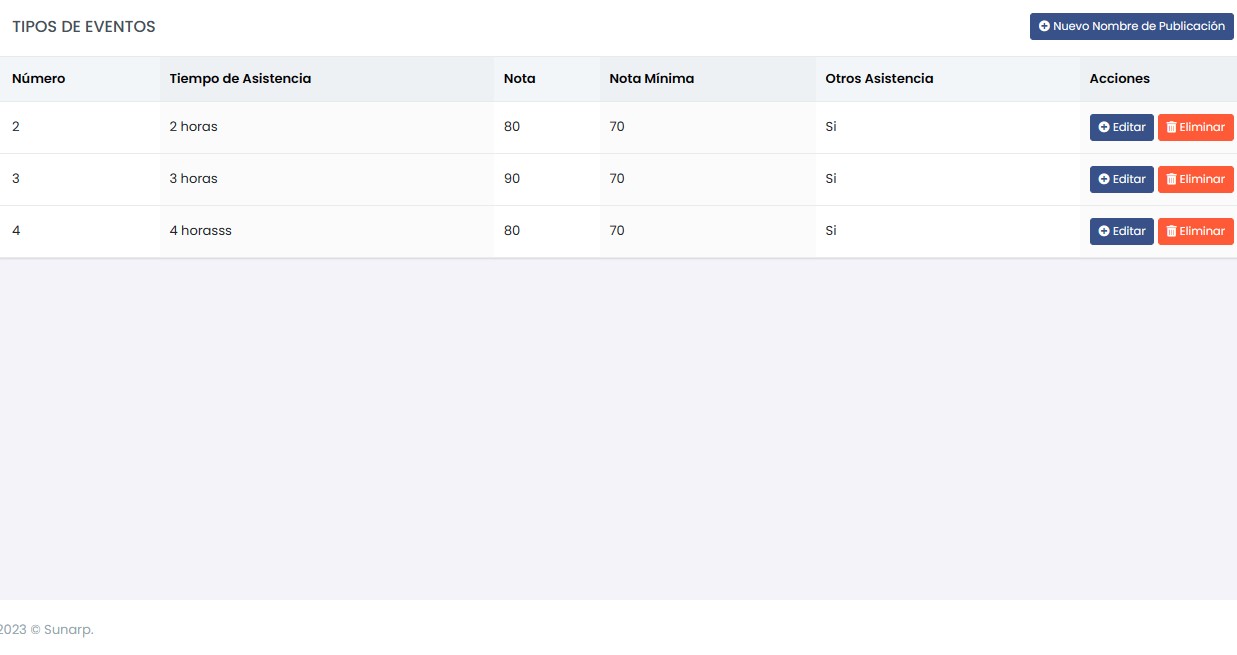 TIPOS DE EVENTOS Nuevo Nombre de Publicación
Número Tiempo de Asistencia Nota Nota Mínima Otros Asistencia Acciones
2 2 horas 80 70 Si Editar Eliminar
3 3 horas 90 70 Si Editar Eliminar
4 4 horasss 80 70 Si Editar Eliminar
2023 © Sunarp.